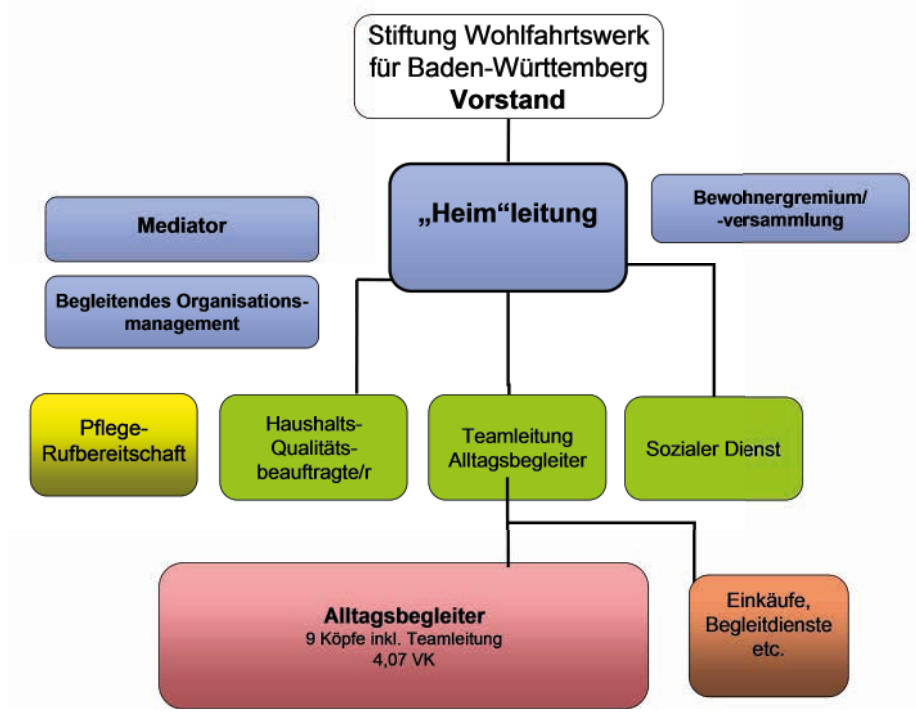 Stiftung Wohlfahrtswerk
für Baden-Württemberg
Vorstand
„Heim“leitung
Bewohnergremium/
-versammlung
Mediator
Begleitendes Organisations-
management
Pflege-
Rufbereitschaft
Haushalts-
Qualitäts-
beauftragte/r
Teamleitung
Alltagsbegleiter
Sozialer Dienst
Alltagsbegleiter
9 Köpfe inkl. Teamleitung
4,07 VK
Einkäufe,
Begleitdienste
etc.